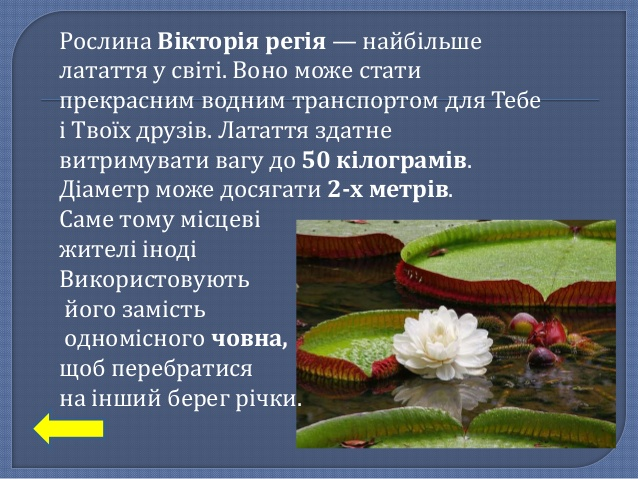 Рослина Вікторія регія — найбільше
латаття у світі. Воно може стати
прекрасним водним транспортом для Тебе
і Твоїх друзів. Латаття здатне
витримувати вагу до 50 кілограмів.
Діаметр може досягати 2-х метрів.
Саме тому місцеві
жителі іноді
Використовують
його замість
одномісного човна,
щоб перебратися
на інший берег річки.